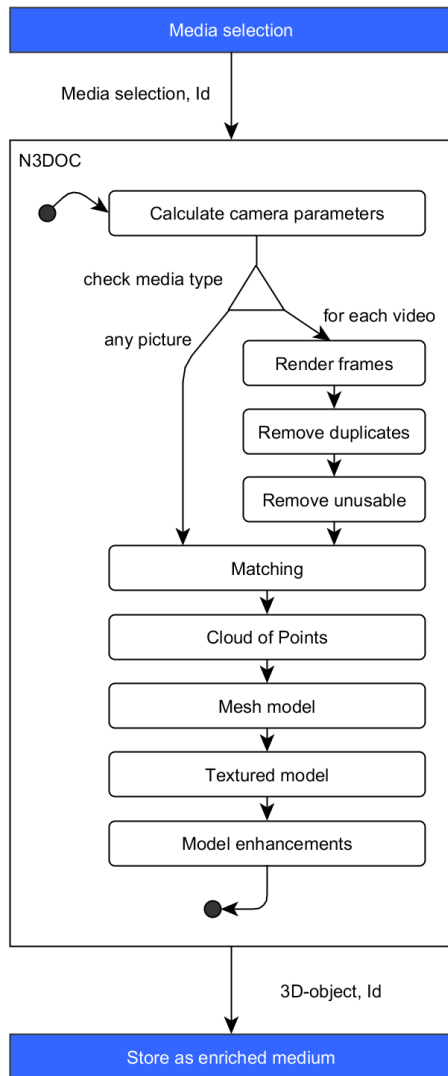 Media selection
Media selection, Id
N3DOC
Calculate camera parameters
check media type
for each video
any picture
Render frames
Remove duplicates
Remove unusable
Matching
Cloud of Points
Mesh model
Textured model
Model enhancements
3D-object, Id
Store as enriched medium